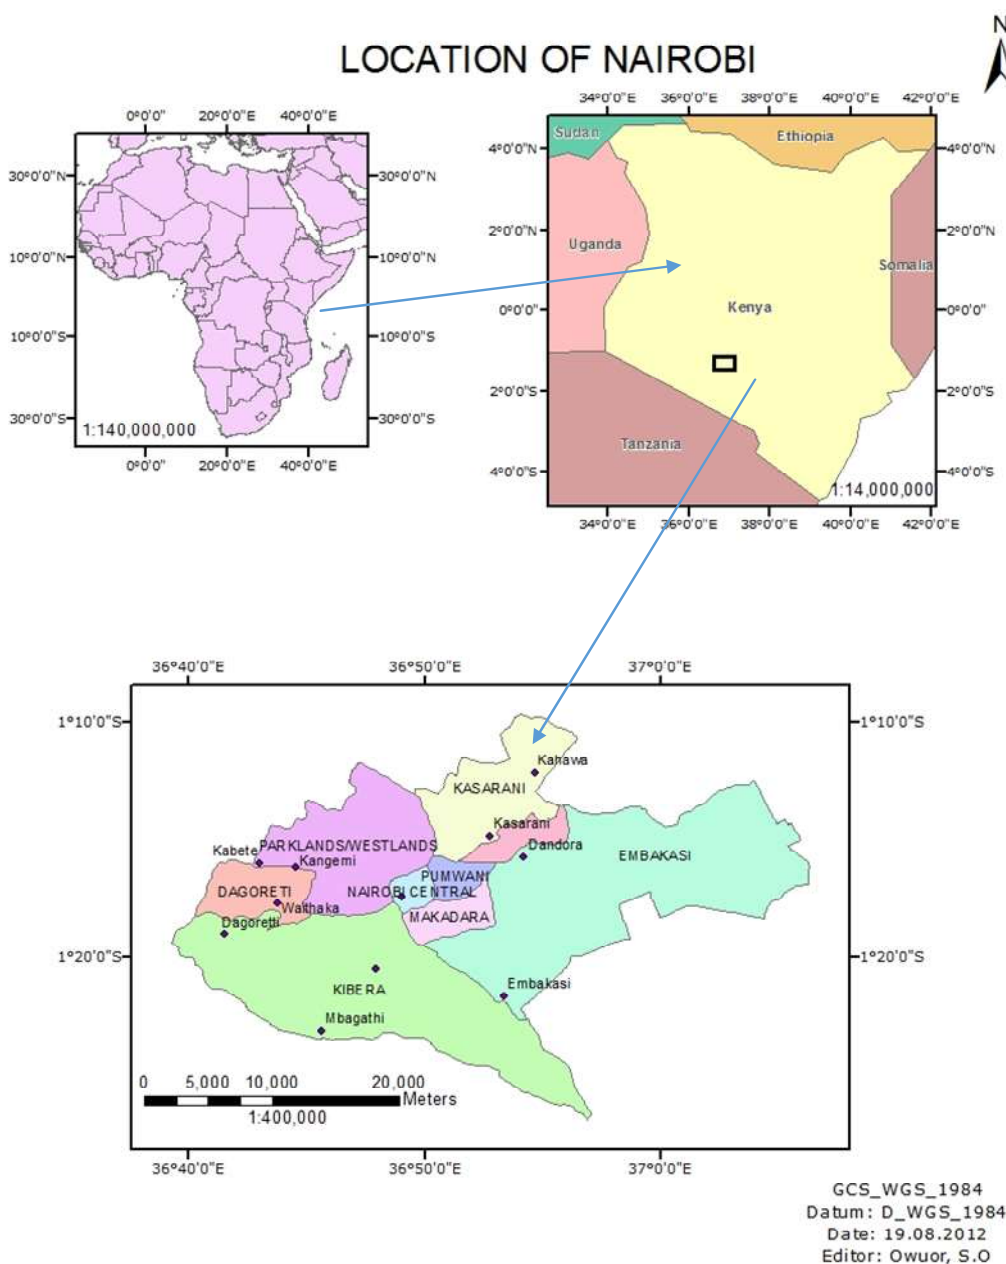 N
LOCATION OF NAIROBI
0°0'0" 20°0'0"E 40°0'0"E
30°0'0"N 30°0'0"N
10°0'0"N 10°0'0"N
10°0'0"S 10°0'0"S
30°0'0"S 30°0'0"S
1:140,000,000
0°0'0" 20°0'0"E 40°0'0"E
34°0'0"E 36°0'0"E 38°0'0"E 40°0'0"E 42°0'0"E
Sudan
Ethiopia
4°0'0"N 4°0'0"N
2°0'0"N 2°0'0"N
Uganda
Somalia
Kenya
0°0'0" 0°0'0"
2°0'0"S 2°0'0"S
Tanzania
4°0'0"S 4°0'0"S
1:14,000,000
34°0'0"E 36°0'0"E 38°0'0"E 40°0'0"E 42°0'0"E
36°40'0"E 36°50'0"E 37°0'0"E
1°10'0"S 1°10'0"S
Kahawa
KASARANI
Kasarani
PARKLANDS/WESTLANDS
Kabete
Kangemi
Dandora
EMBAKASI
PUMWANI
DAGORETI
NAIROBI CENTRAL
Waithaka
MAKADARA
Dagoretti
1°20'0"S 1°20'0"S
Embakasi
KIBERA
Mbagathi
0 5,000 10,000 20,000
Meters
1:400,000
36°40'0"E 36°50'0"E 37°0'0"E
GCS_WGS_1984
Datum: D_WGS_1984
Date: 19.08.2012
Editor: Owuor, S.O